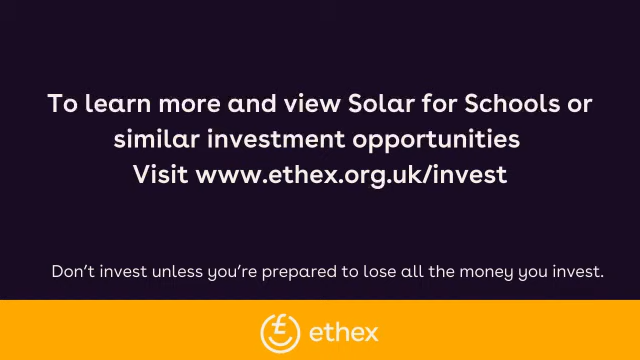 To learn more and view Solar for Schools or
similar investment opportunities
Visit www.ethex.org.uk/invest
Don't invest unless you're prepared to lose all the money you invest.
£ ethex